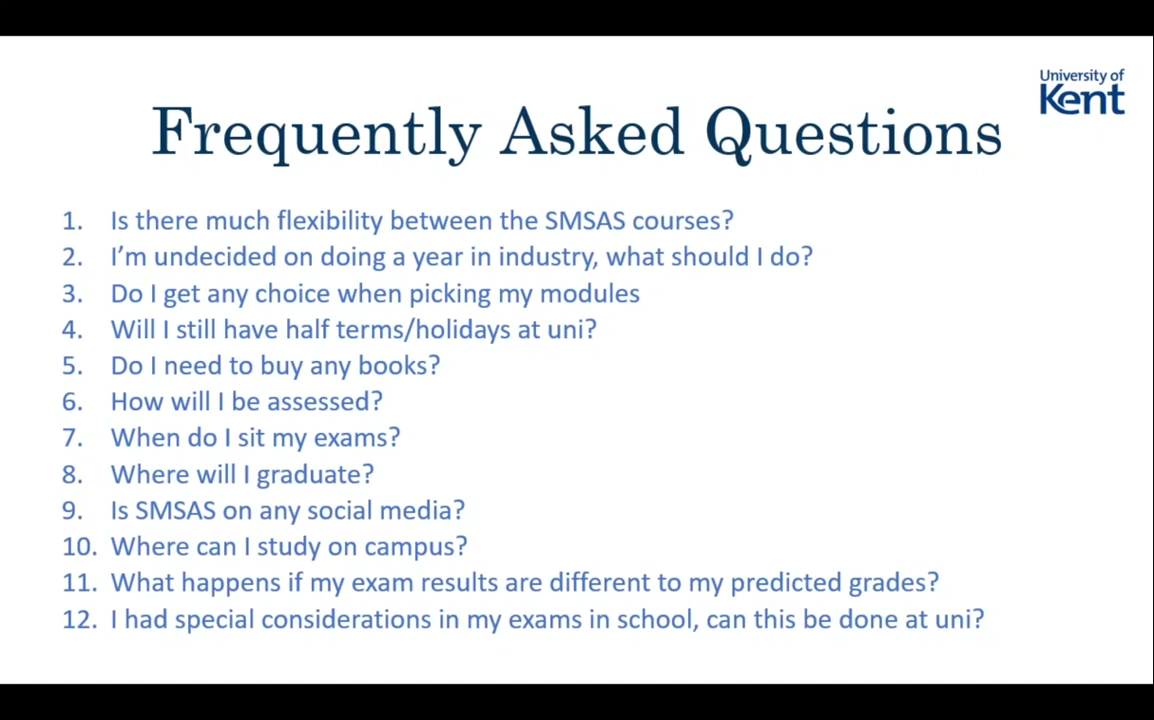 University of
Kent
Frequently Asked Questions
1. Is there much flexibility between the SMSAS courses?
2. I’m undecided on doing a year in industry, what should I do?
3. Do I get any choice when picking my modules
4. Will I still have half terms/holidays at uni?
5. Do I need to buy any books?
6. How will I be assessed?
7. When do I sit my exams?
8. Where will I graduate?
9. Is SMSAS on any social media?
10. Where can I study on campus?
11. What happens if my exam results are different to my predicted grades?
12. I had special considerations in my exams in school, can this be done at uni?